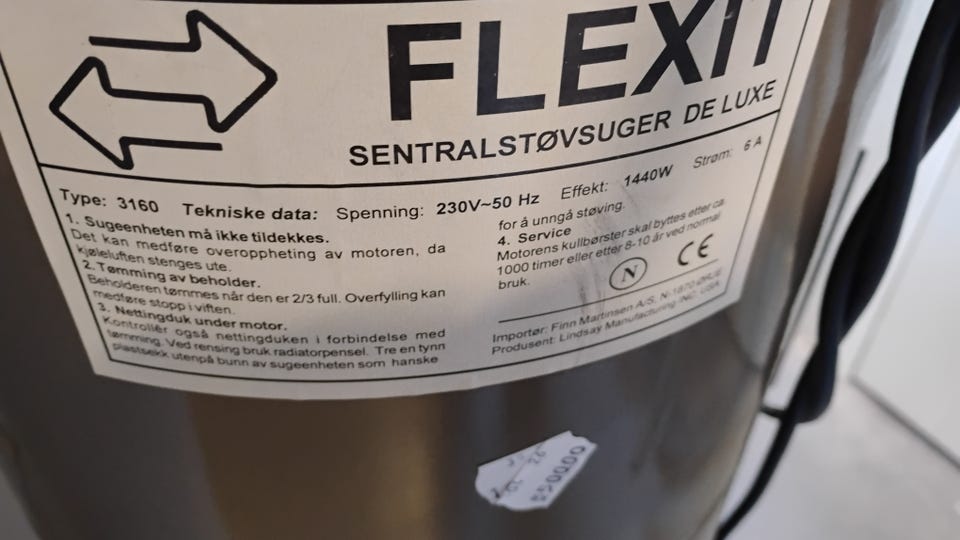 FLEXIT
SENTRALSTØVSUGER DE LUXE
Type: 3160 Tekniske data: Spenning: 230V~50 Hz Effekt: 1440W Strøm: 6 A
1. Sugeenheten må ikke tildekkes.
Det kan medføre overoppheting av motoren, da
kjøleluften stenges ute.
2. Tømming av beholder.
Beholderen tømmes når den er 2/3 full. Overfylling kan
medføre stopp i viften.
3. Nettingduk under motor.
Kontrollér også nettingduken i forbindelse med
tømming. Ved rensing bruk radiatorpensel. Tre en tynn
plastsekk utenpå bunn av sugeenheten som hanske
for å unngå støving.
4. Service
Motorens kullbørster skal byttes etter ca.
1000 timer eller etter 8-10 år ved normal
bruk.
N CE
Importør: Finn Martinsen A/S, N-1870 ØRJE
Produsent: Lindsay Manufacturing INC. USA.